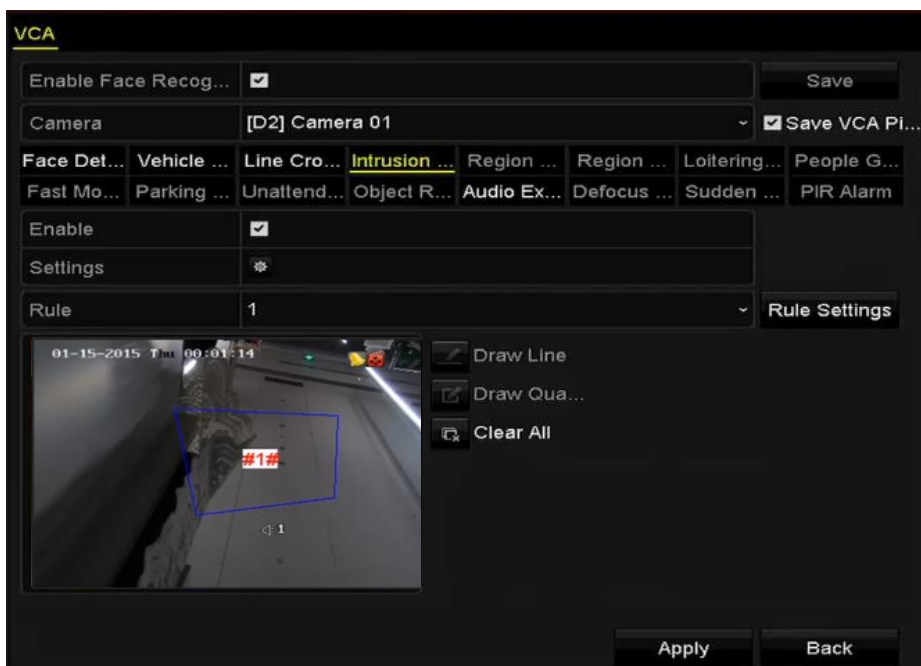 VCA
Enable Face Recog... Save
Camera [D2] Camera 01 Save VCA Pi...
Face Det... Vehicle ... Line Cro... Intrusion ... Region ... Region ... Loitering... People G...
Fast Mo... Parking ... Unattend... Object R... Audio Ex... Defocus ... Sudden ... PIR Alarm
Enable
Settings
Rule 1 Rule Settings
01-15-2015 Thu 00:01:14
Draw Line
Draw Qua...
Clear All
#1#
1
Apply Back